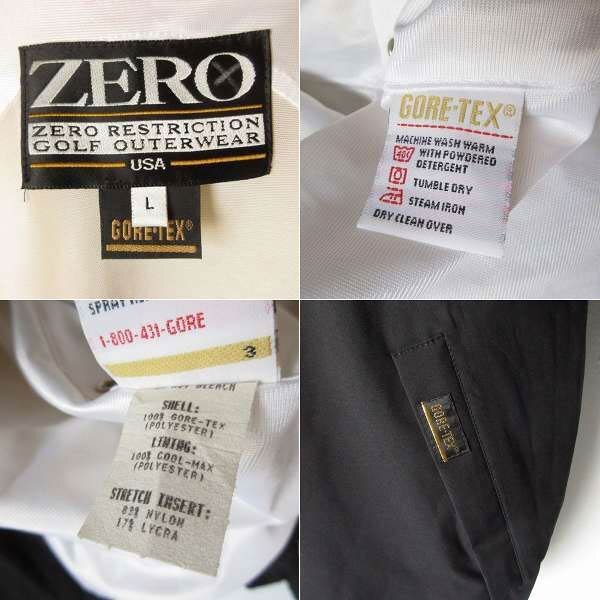 ZERO
ZERO RESTRICTION
GOLF OUTERWEAR
USA
L
GORE-TEX®
GORE-TEX®
MACHINE WASH WARM
WITH POWDERED
DETERGENT
TUMBLE DRY
STEAM IRON
DRY CLEAN OVER
SPRAY
1-800-431-GORE
3
BLEACH
SHELL:
100% GORE-TEX
(POLYESTER)
LINING:
100% COOL-MAX
(POLYESTER)
STRETCH INSERT:
83% NYLON
17% LYCRA
GORE-TEX